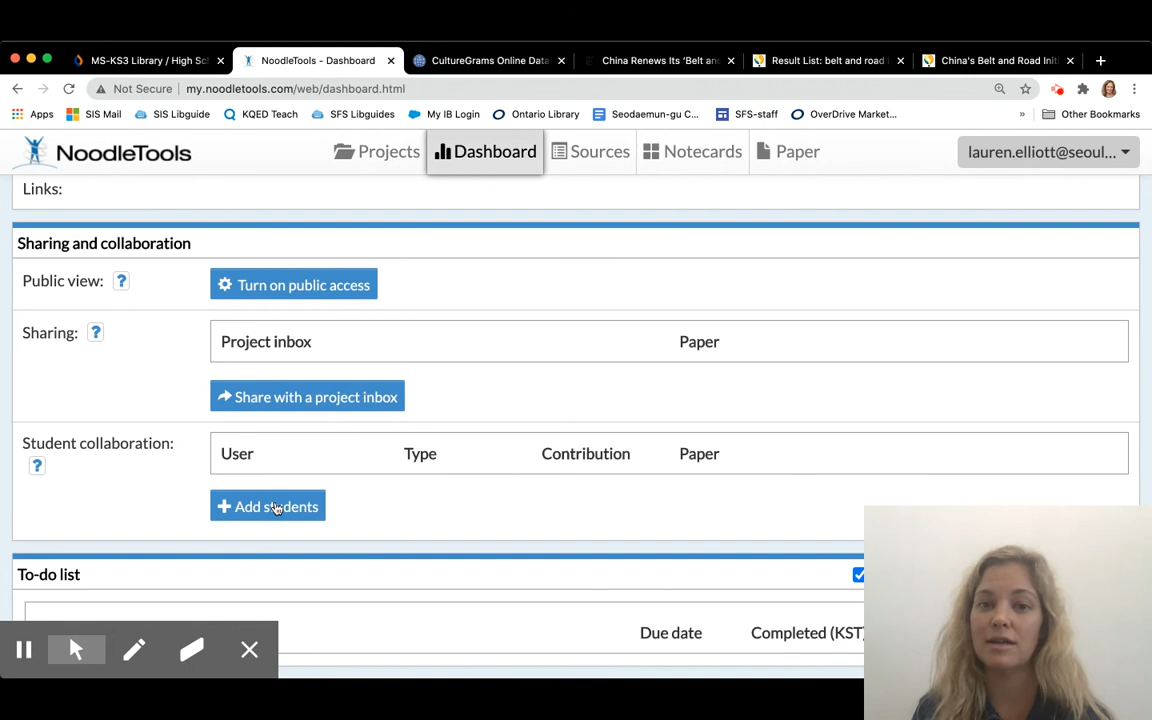 MS-KS3 Library / High Sc
NoodleTools - Dashboard
CultureGrams Online Data
China Renews Its 'Belt and
Result List: belt and road i
China's Belt and Road Initi
Not Secure
my.noodletools.com/web/dashboard.html
Apps
SIS Mail
SIS Libguide
KQED Teach
SFS Libguides
My IB Login
Ontario Library
Seodaemun-gu C...
SFS-staff
OverDrive Market...
»
Other Bookmarks
NoodleTools
Projects
Dashboard
Sources
Notecards
Paper
lauren.elliott@seoul...
Links:
Sharing and collaboration
Public view: ?
Turn on public access
Sharing: ?
Project inbox
Paper
Share with a project inbox
Student collaboration:
?
User
Type
Contribution
Paper
Add students
To-do list
Due date
Completed (KST)